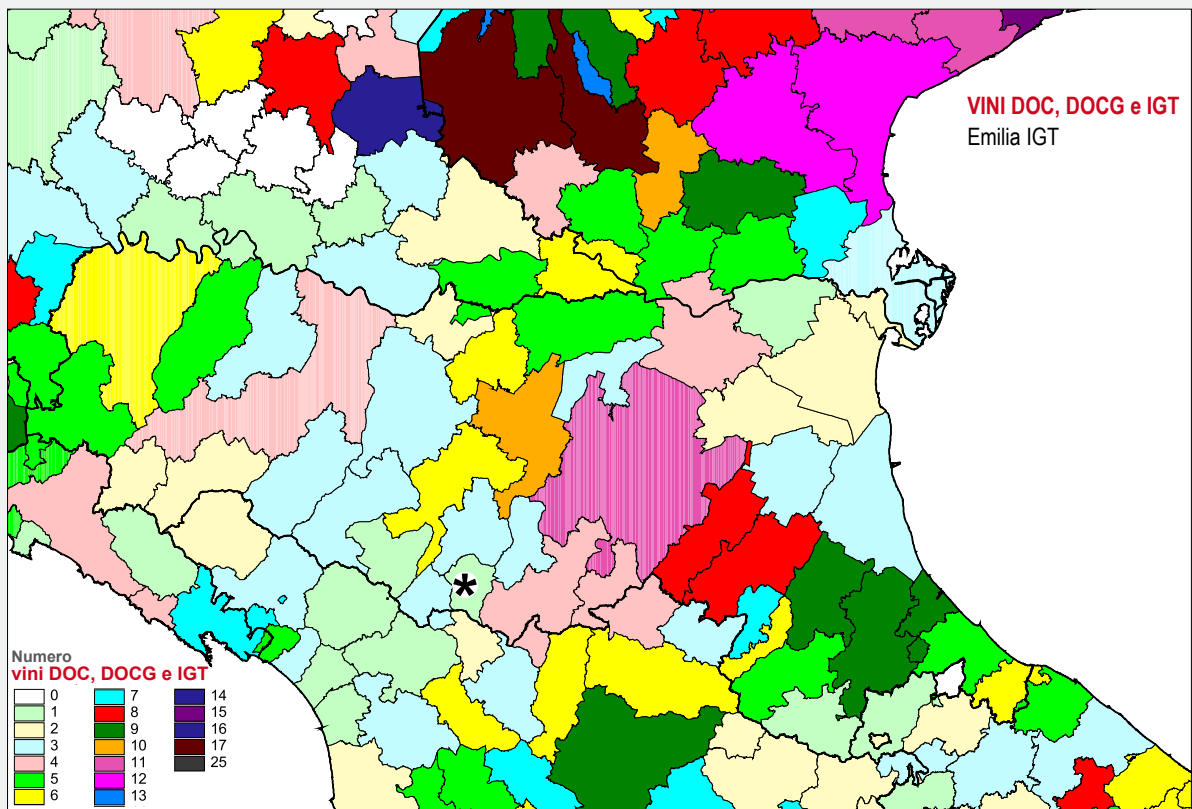 VINI DOC, DOCG e IGT
Emilia IGT
*
Numero
vini DOC, DOCG e IGT
0 7 14
1 8 15
2 9 16
3 10 17
4 11 25
5 12
6 13